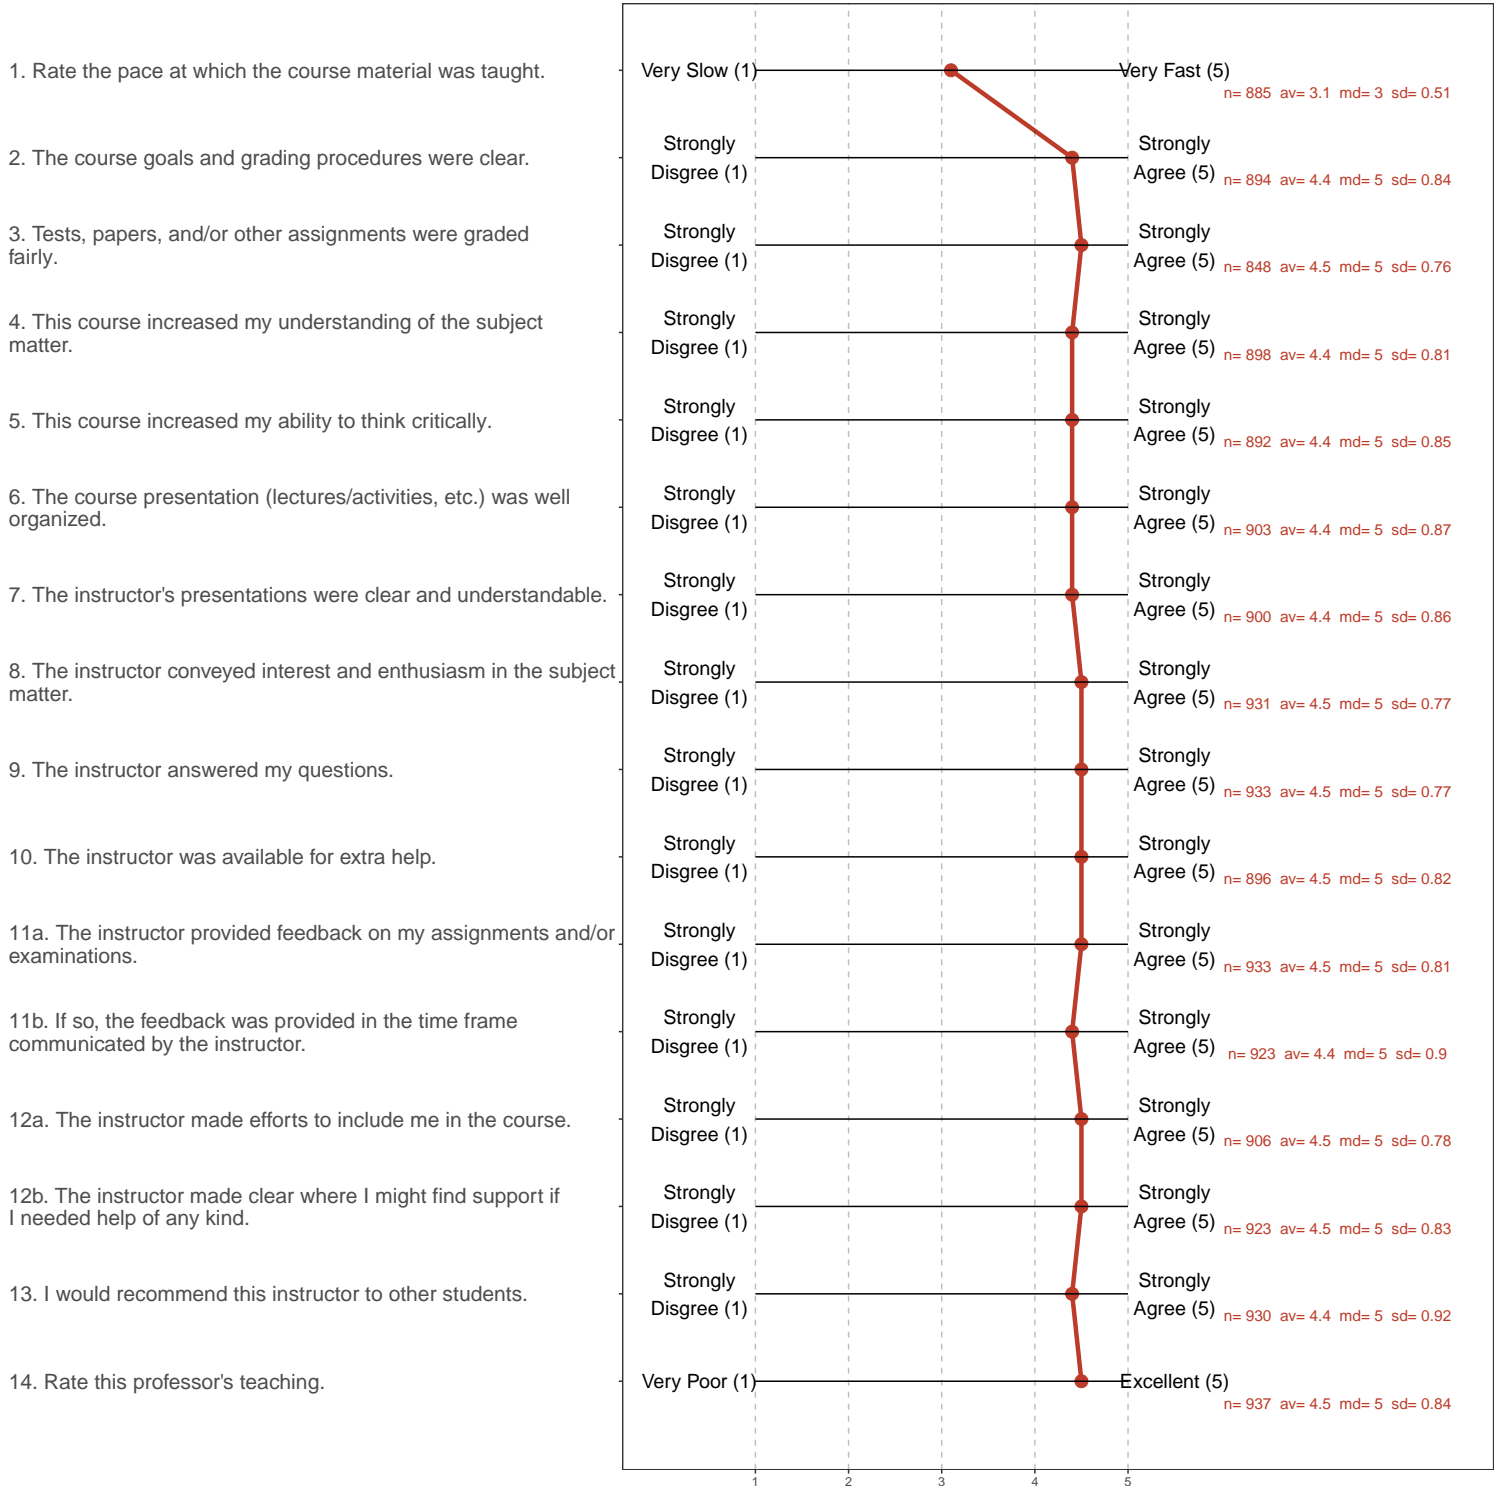 1. Rate the pace at which the course material was taught.
Very Slow (1)
Very Fast (5)
n= 885 av= 3.1 md= 3 sd= 0.51
2. The course goals and grading procedures were clear.
Strongly
Disgree (1)
Strongly
Agree (5)
n= 894 av= 4.4 md= 5 sd= 0.84
3. Tests, papers, and/or other assignments were graded
fairly.
Strongly
Disgree (1)
Strongly
Agree (5)
n= 848 av= 4.5 md= 5 sd= 0.76
4. This course increased my understanding of the subject
matter.
Strongly
Disgree (1)
Strongly
Agree (5)
n= 898 av= 4.4 md= 5 sd= 0.81
5. This course increased my ability to think critically.
Strongly
Disgree (1)
Strongly
Agree (5)
n= 892 av= 4.4 md= 5 sd= 0.85
6. The course presentation (lectures/activities, etc.) was well
organized.
Strongly
Disgree (1)
Strongly
Agree (5)
n= 903 av= 4.4 md= 5 sd= 0.87
7. The instructor's presentations were clear and understandable.
Strongly
Disgree (1)
Strongly
Agree (5)
n= 900 av= 4.4 md= 5 sd= 0.86
8. The instructor conveyed interest and enthusiasm in the subject
matter.
Strongly
Disgree (1)
Strongly
Agree (5)
n= 931 av= 4.5 md= 5 sd= 0.77
9. The instructor answered my questions.
Strongly
Disgree (1)
Strongly
Agree (5)
n= 933 av= 4.5 md= 5 sd= 0.77
10. The instructor was available for extra help.
Strongly
Disgree (1)
Strongly
Agree (5)
n= 896 av= 4.5 md= 5 sd= 0.82
11a. The instructor provided feedback on my assignments and/or
examinations.
Strongly
Disgree (1)
Strongly
Agree (5)
n= 933 av= 4.5 md= 5 sd= 0.81
11b. If so, the feedback was provided in the time frame
communicated by the instructor.
Strongly
Disgree (1)
Strongly
Agree (5)
n= 923 av= 4.4 md= 5 sd= 0.9
12a. The instructor made efforts to include me in the course.
Strongly
Disgree (1)
Strongly
Agree (5)
n= 906 av= 4.5 md= 5 sd= 0.78
12b. The instructor made clear where I might find support if
I needed help of any kind.
Strongly
Disgree (1)
Strongly
Agree (5)
n= 923 av= 4.5 md= 5 sd= 0.83
13. I would recommend this instructor to other students.
Strongly
Disgree (1)
Strongly
Agree (5)
n= 930 av= 4.4 md= 5 sd= 0.92
14. Rate this professor's teaching.
Very Poor (1)
Excellent (5)
n= 937 av= 4.5 md= 5 sd= 0.84
1 2 3 4 5